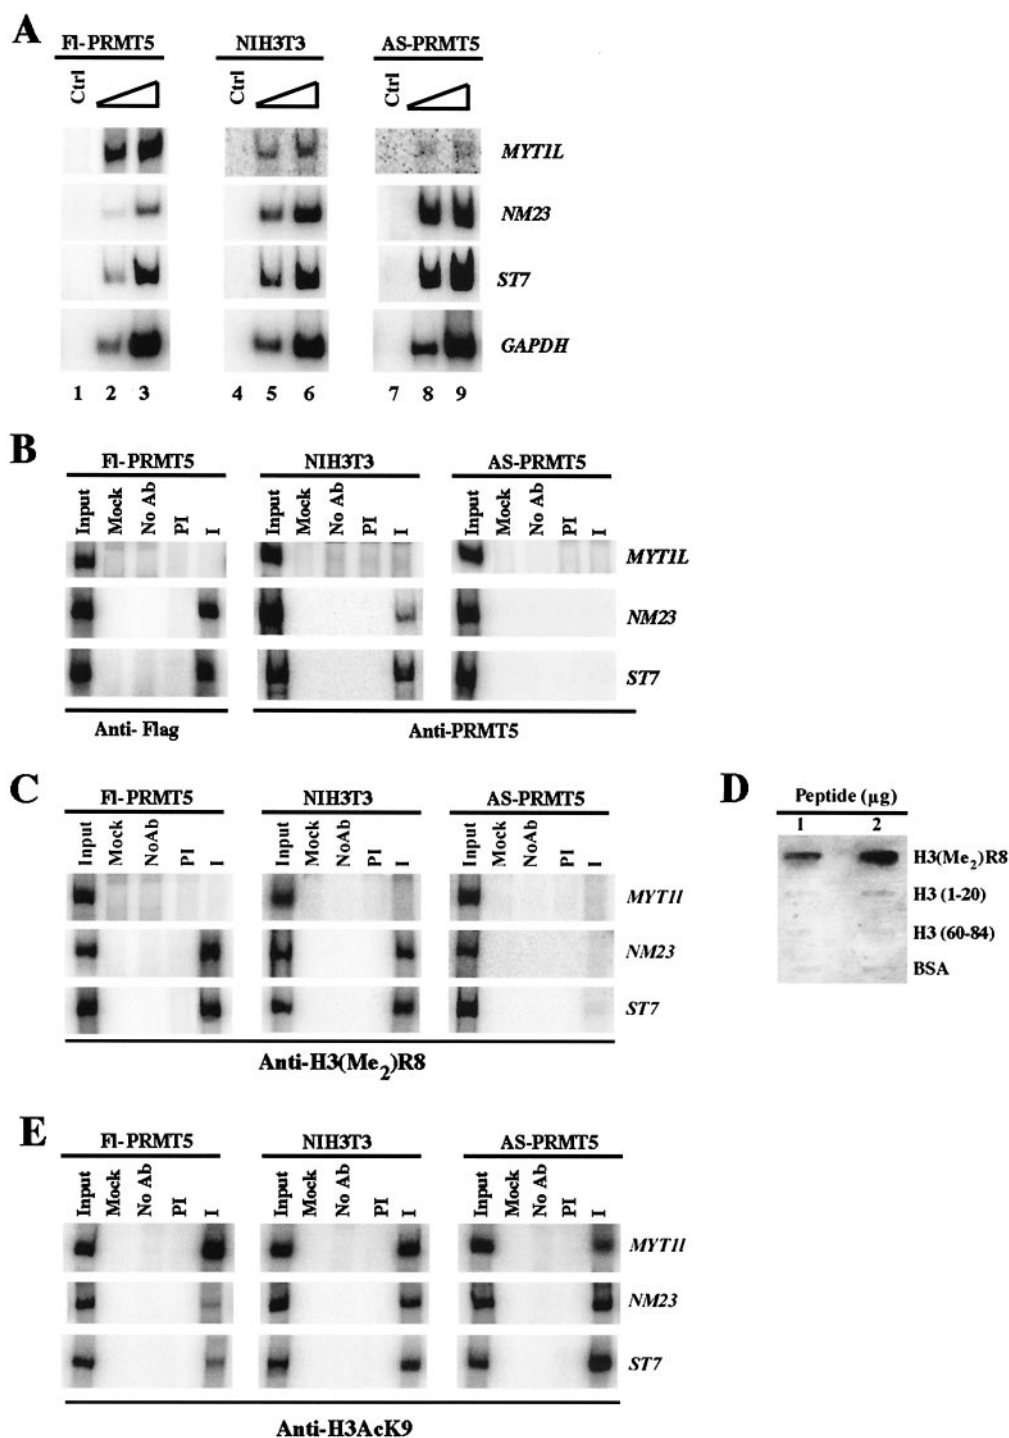 A
Fl-PRMT5 NIH3T3 AS-PRMT5
Ctrl Ctrl Ctrl
MYT1L
NM23
ST7
GAPDH
1 2 3 4 5 6 7 8 9
B
Fl-PRMT5 NIH3T3 AS-PRMT5
Input Mock No Ab PI I Input Mock No Ab PI I Input Mock No Ab PI I
MYT1L
NM23
ST7
Anti-Flag Anti-PRMT5
C
Fl-PRMT5 NIH3T3 AS-PRMT5
Input Mock NoAb PI I Input Mock NoAb PI I Input Mock NoAb PI I
MYT1l
NM23
ST7
Anti-H3(Me2)R8
D
Peptide (µg)
1 2
H3(Me2)R8
H3 (1-20)
H3 (60-84)
BSA
E
Fl-PRMT5 NIH3T3 AS-PRMT5
Input Mock No Ab PI I Input Mock No Ab PI I Input Mock No Ab PI I
MYT1l
NM23
ST7
Anti-H3AcK9